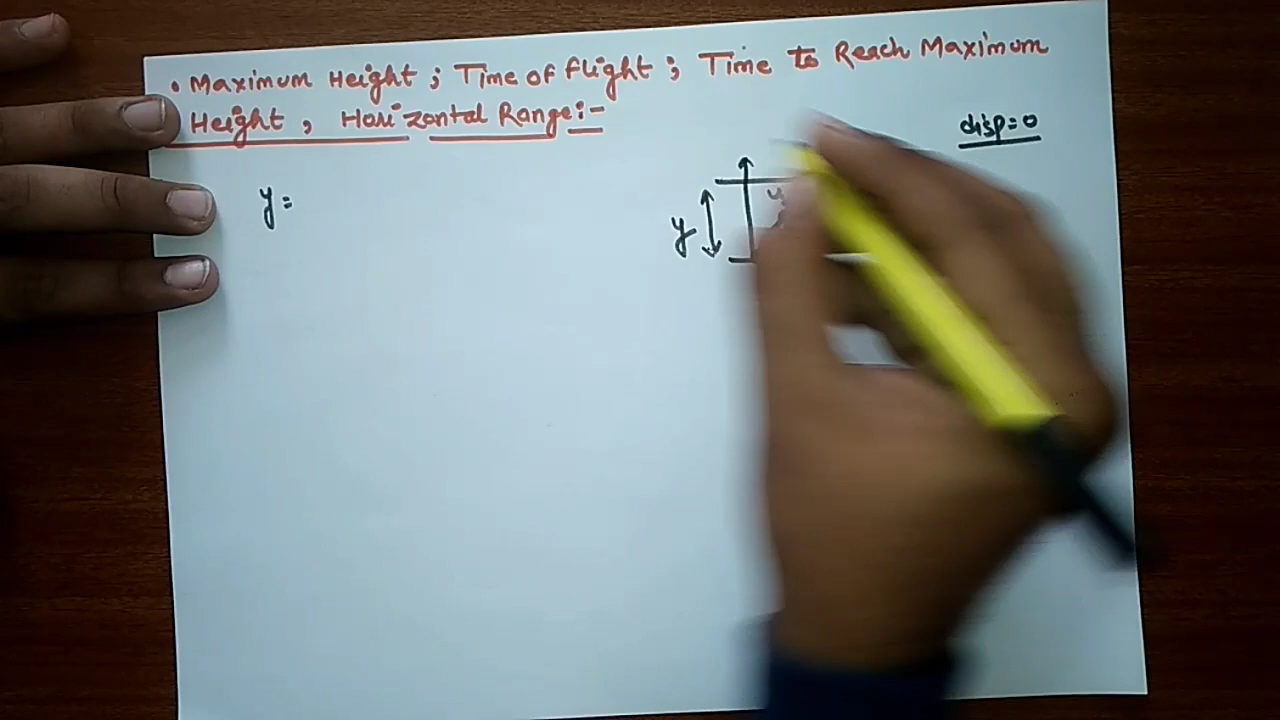 • Maximum Height ; Time of flight ; Time to Reach Maximum
Height , Horizontal Range :-
disp = 0
y =
y
u